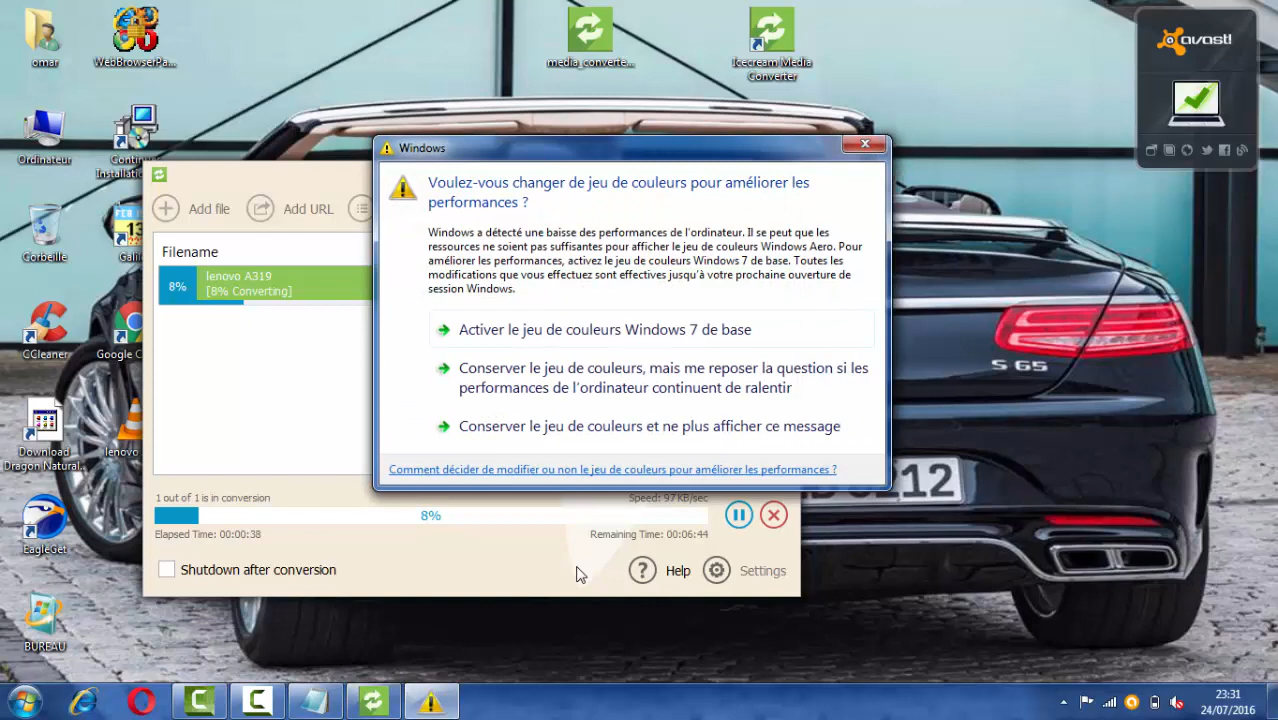 omar
WebBrowserPa...
media_converte...
Icecream Media
Converter
avast!
Ordinateur
Installatio...
Corbeille
CCleaner
Google C
Download
Dragon Natural...
lenovo
EagleGet
BUREAU
Add file
Add URL
Filename
8%
lenovo A319
[8% Converting]
Windows
Voulez-vous changer de jeu de couleurs pour améliorer les
performances ?
Windows a détecté une baisse des performances de l'ordinateur. Il se peut que les
ressources ne soient pas suffisantes pour afficher le jeu de couleurs Windows Aero. Pour
améliorer les performances, activez le jeu de couleurs Windows 7 de base. Toutes les
modifications que vous effectuez sont effectives jusqu'à votre prochaine ouverture de
session Windows.
Activer le jeu de couleurs Windows 7 de base
Conserver le jeu de couleurs, mais me reposer la question si les
performances de l'ordinateur continuent de ralentir
Conserver le jeu de couleurs et ne plus afficher ce message
Comment décider de modifier ou non le jeu de couleurs pour améliorer les performances ?
1 out of 1 is in conversion
Speed: 97 KB/sec
8%
Elapsed Time: 00:00:38
Remaining Time: 00:06:44
Shutdown after conversion
Help
Settings
S 65
23:31
24/07/2016